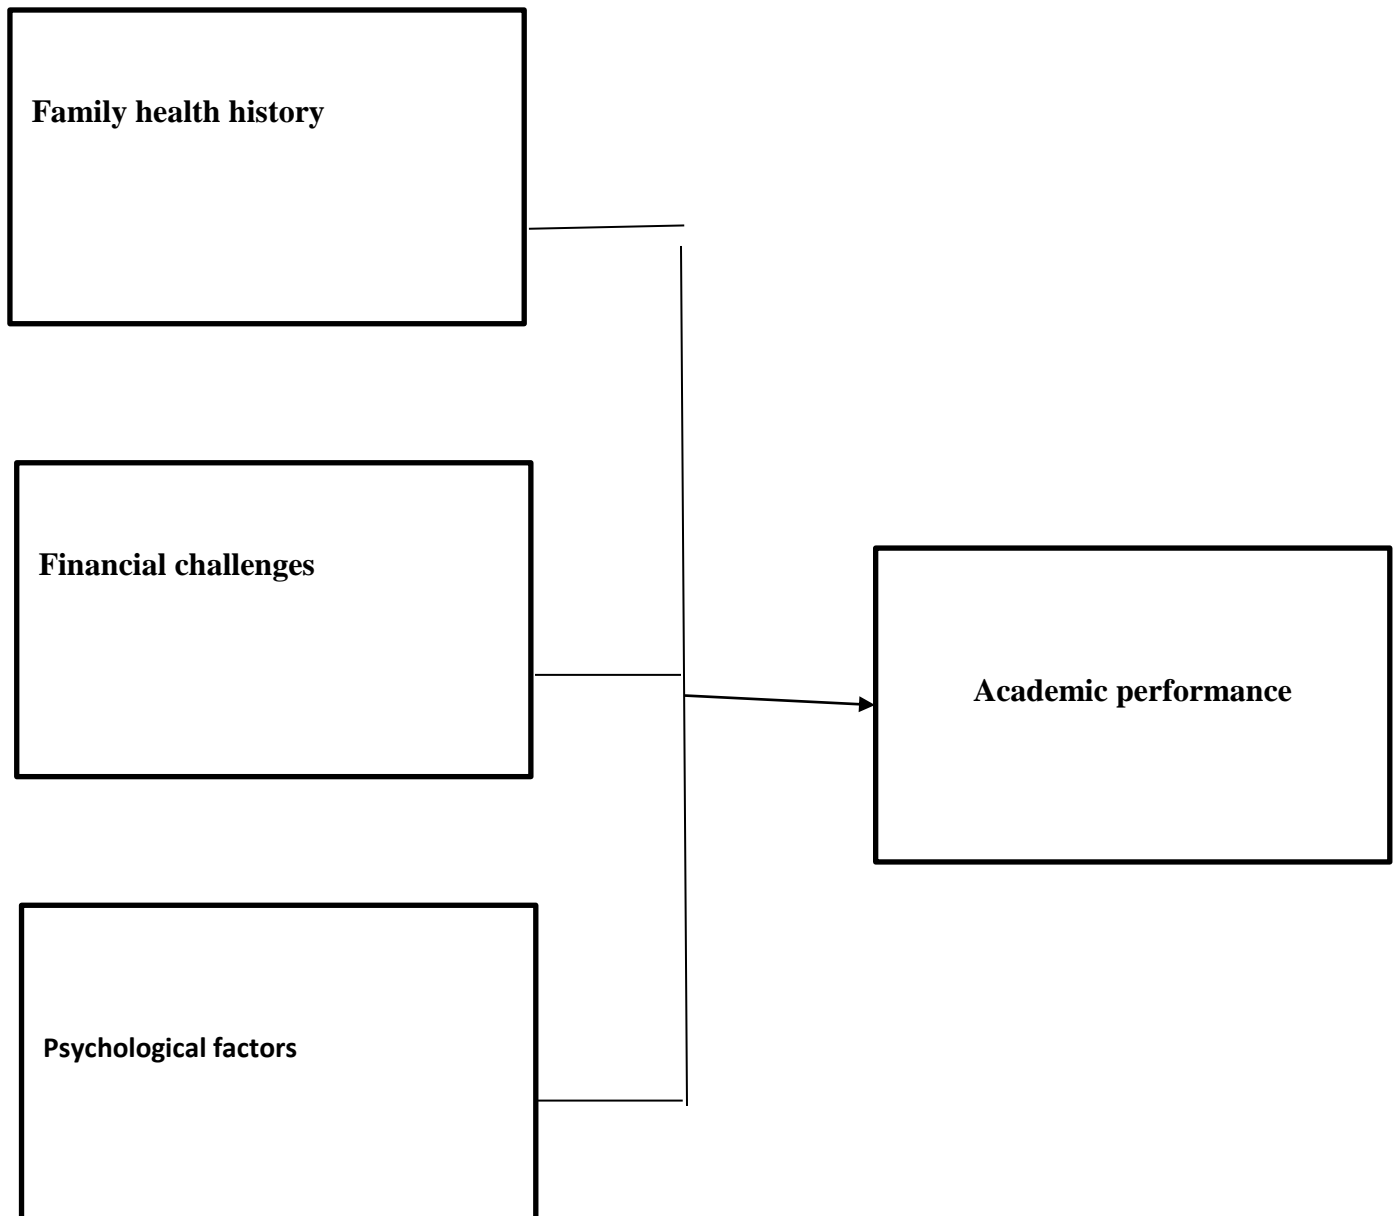 Family health history
Financial challenges
Academic performance
Psychological factors